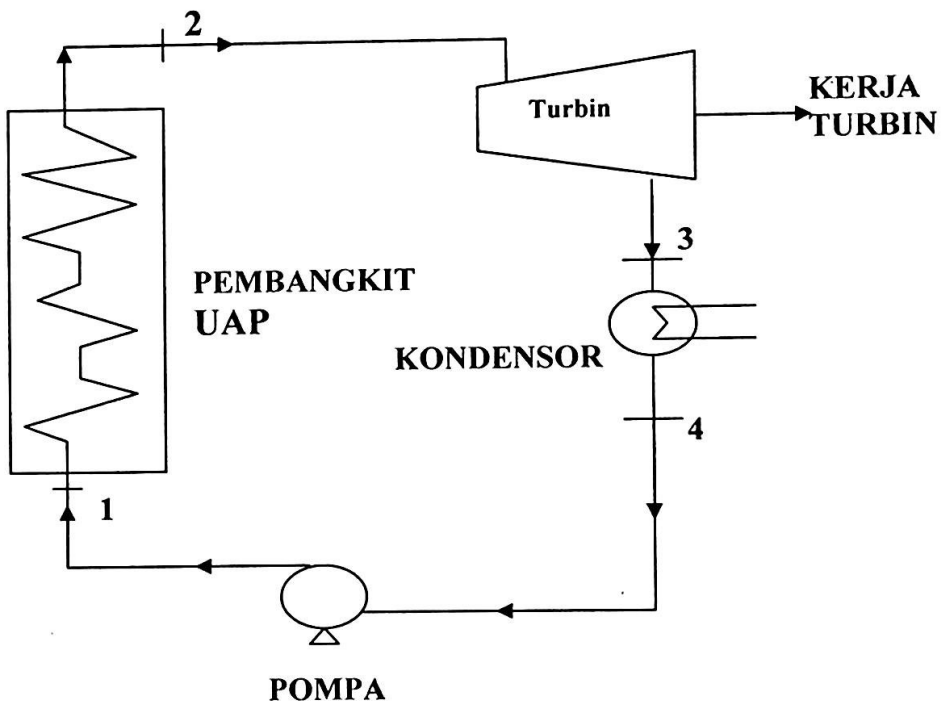 2
Turbin
KERJA
TURBIN
3
PEMBANGKIT
UAP
KONDENSOR
4
1
POMPA